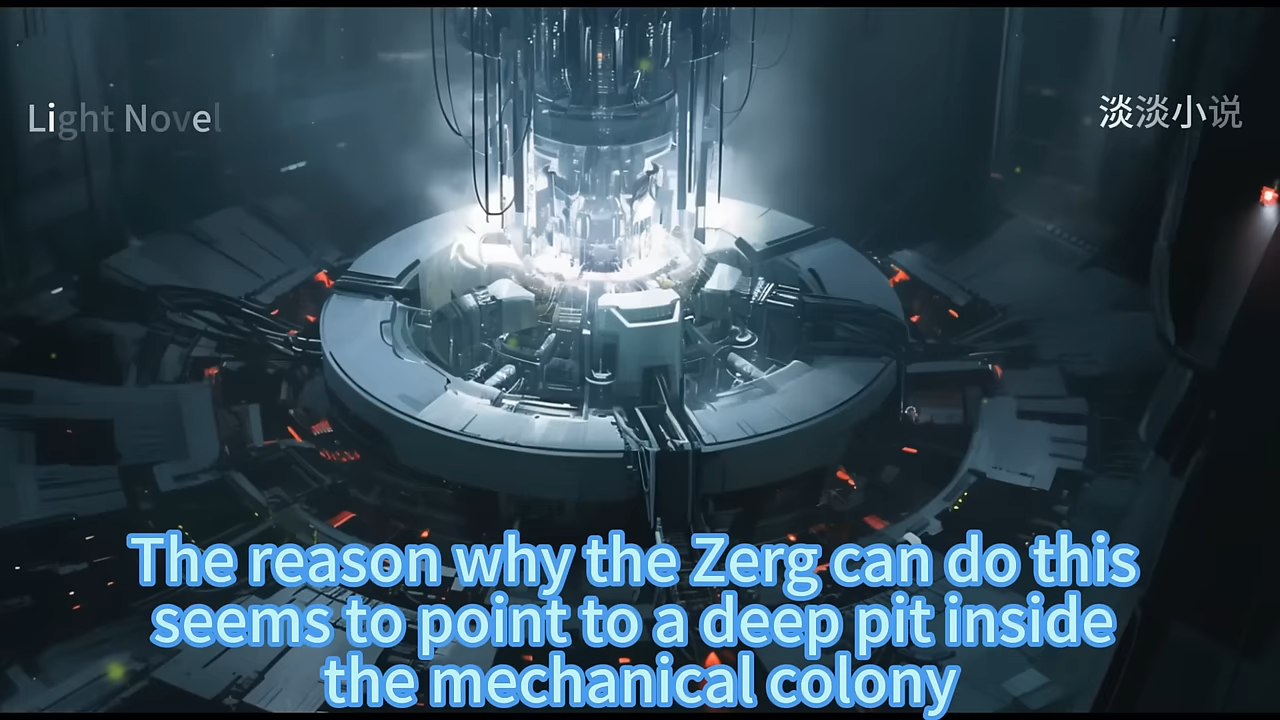 Light Novel
淡淡小说
The reason why the Zerg can do this
seems to point to a deep pit inside
the mechanical colony